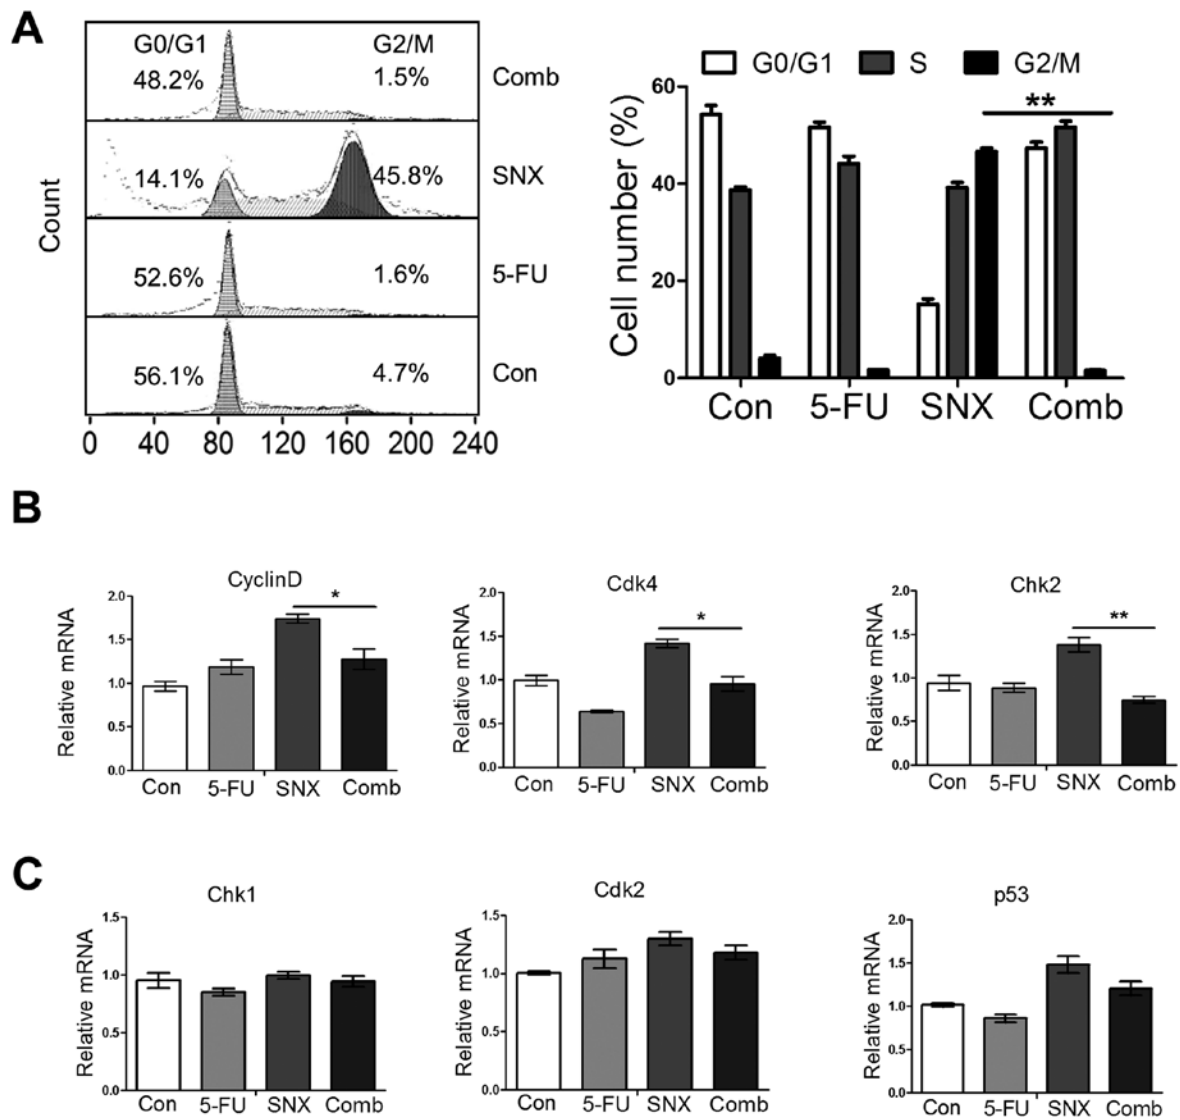 A
G0/G1 G2/M
48.2% 1.5% Comb
14.1% 45.8% SNX
52.6% 1.6% 5-FU
56.1% 4.7% Con
Count
0 40 80 120 160 200 240
G0/G1 S G2/M
**
60
40
20
0
Cell number (%)
Con 5-FU SNX Comb
B
CyclinD
Relative mRNA
2.0
1.5
1.0
0.5
0.0
*
Con 5-FU SNX Comb
Cdk4
Relative mRNA
2.0
1.5
1.0
0.5
0.0
*
Con 5-FU SNX Comb
Chk2
Relative mRNA
2.0
1.5
1.0
0.5
0.0
**
Con 5-FU SNX Comb
C
Chk1
Relative mRNA
1.5
1.0
0.5
0.0
Con 5-FU SNX Comb
Cdk2
Relative mRNA
1.5
1.0
0.5
0.0
Con 5-FU SNX Comb
p53
Relative mRNA
2.0
1.5
1.0
0.5
0.0
Con 5-FU SNX Comb